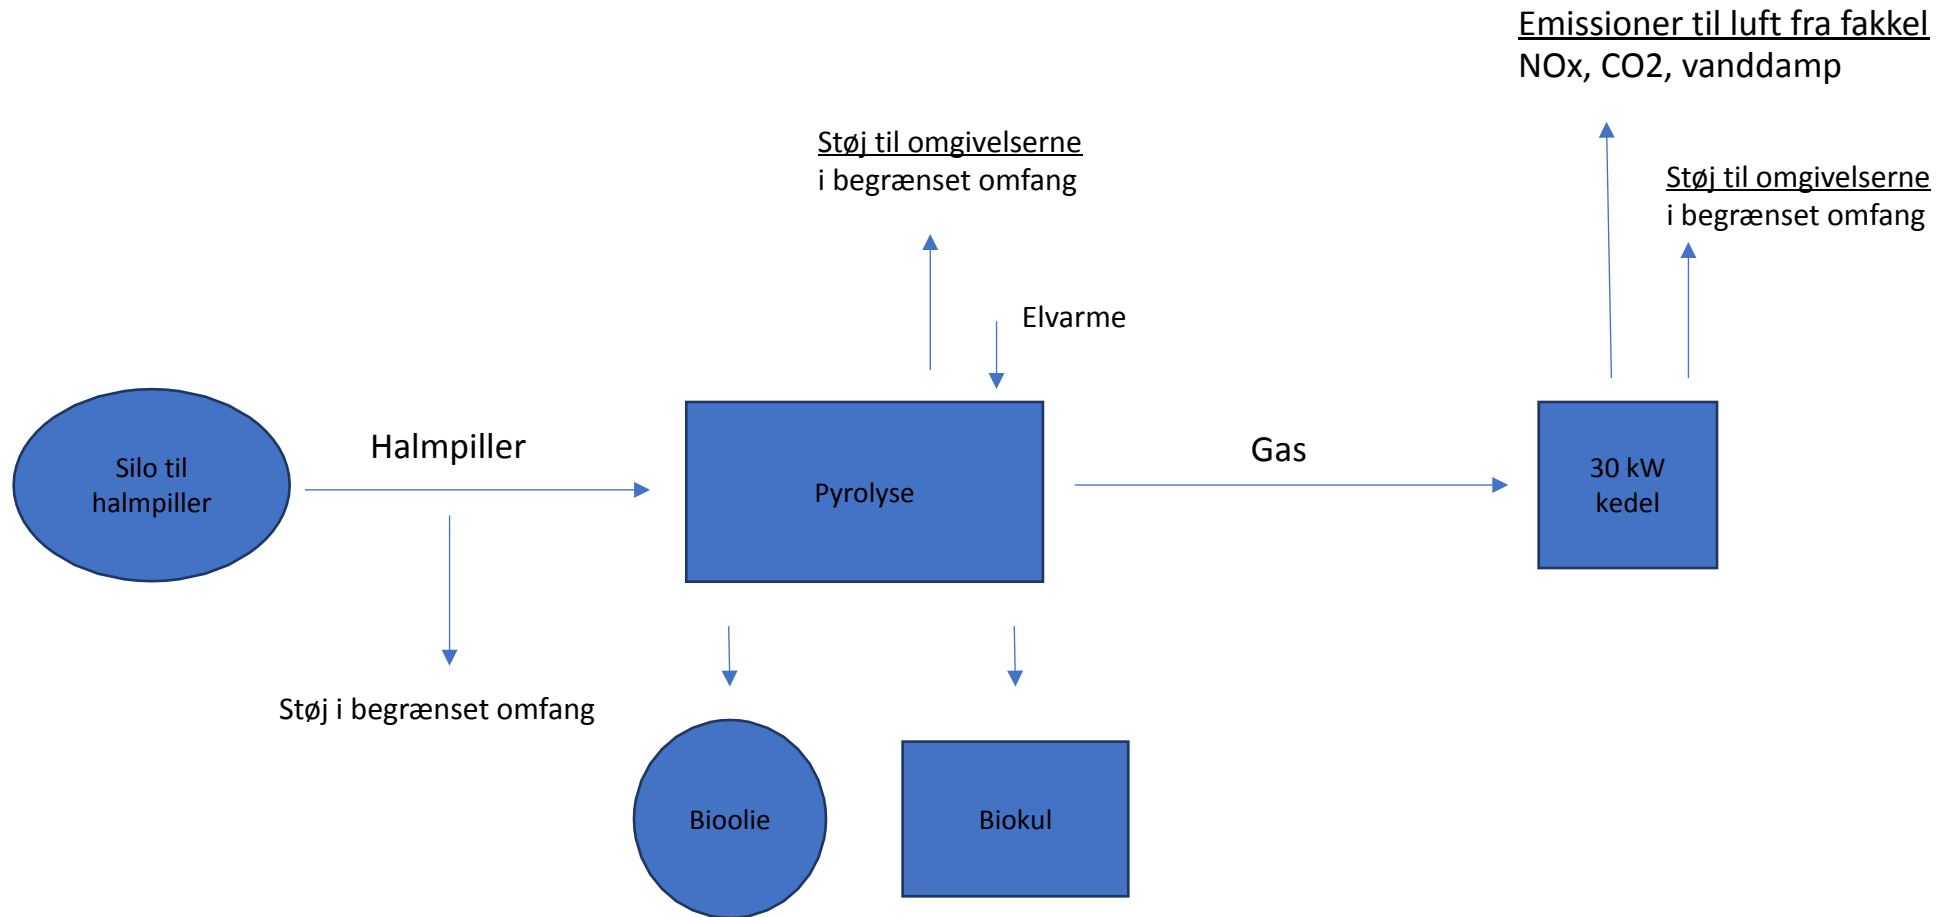 Emissioner til luft fra fakkel
NOx, CO2, vanddamp
Støj til omgivelserne
i begrænset omfang
Støj til omgivelserne
i begrænset omfang
Elvarme
Halmpiller
Gas
Silo til
halmpiller
Pyrolyse
30 kW
kedel
Støj i begrænset omfang
Bioolie
Biokul